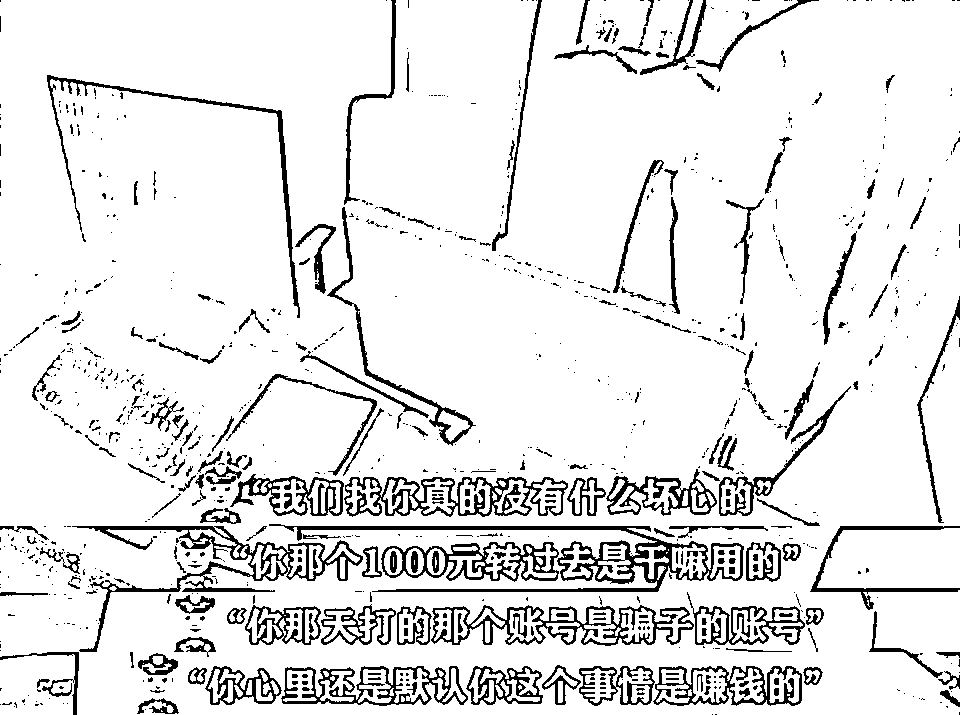 “我们找你真的没有什么坏心的”
“你那个1000元转过去是干嘛用的”
“你那天打的那个账号是骗子的账号”
“你心里还是默认你这个事情是赚钱的”